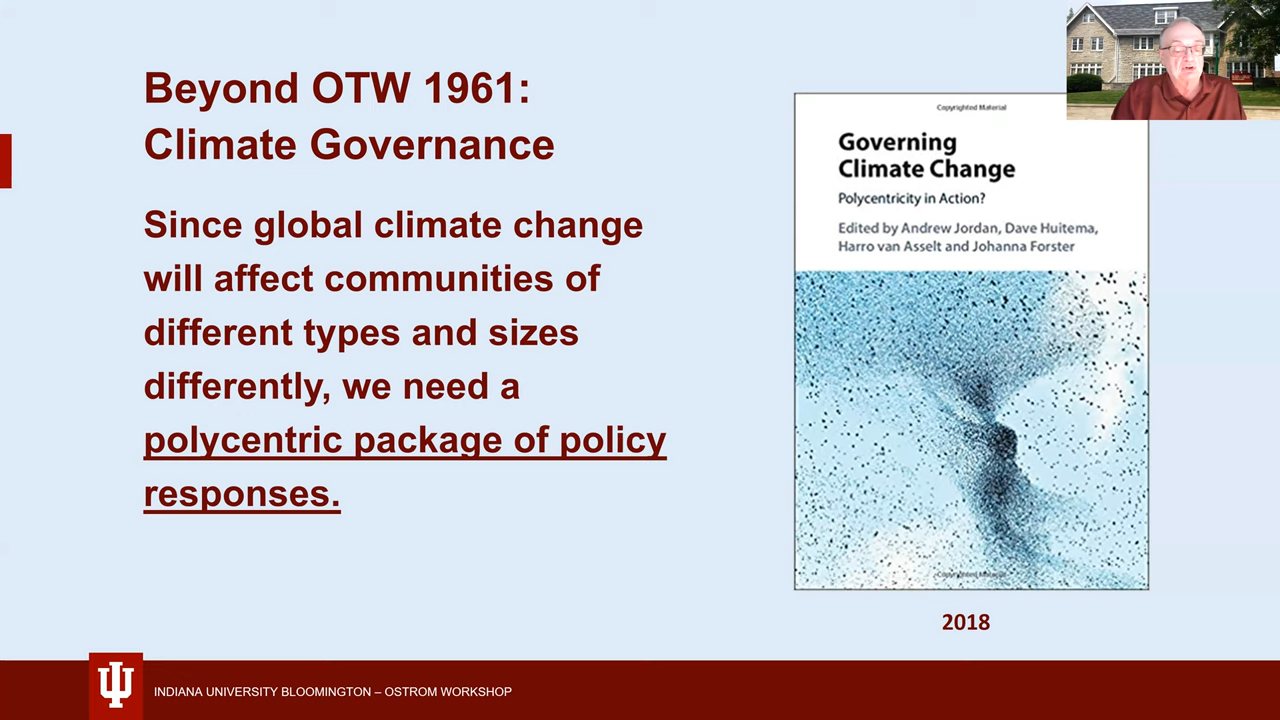 Beyond OTW 1961:
Climate Governance
Since global climate change
will affect communities of
different types and sizes
differently, we need a
polycentric package of policy
responses.
Copyrighted Material
Governing
Climate Change
Polycentricity in Action?
Edited by Andrew Jordan, Dave Huitema,
Harro van Asselt and Johanna Forster
Copyrighted Material
2018
INDIANA UNIVERSITY BLOOMINGTON – OSTROM WORKSHOP